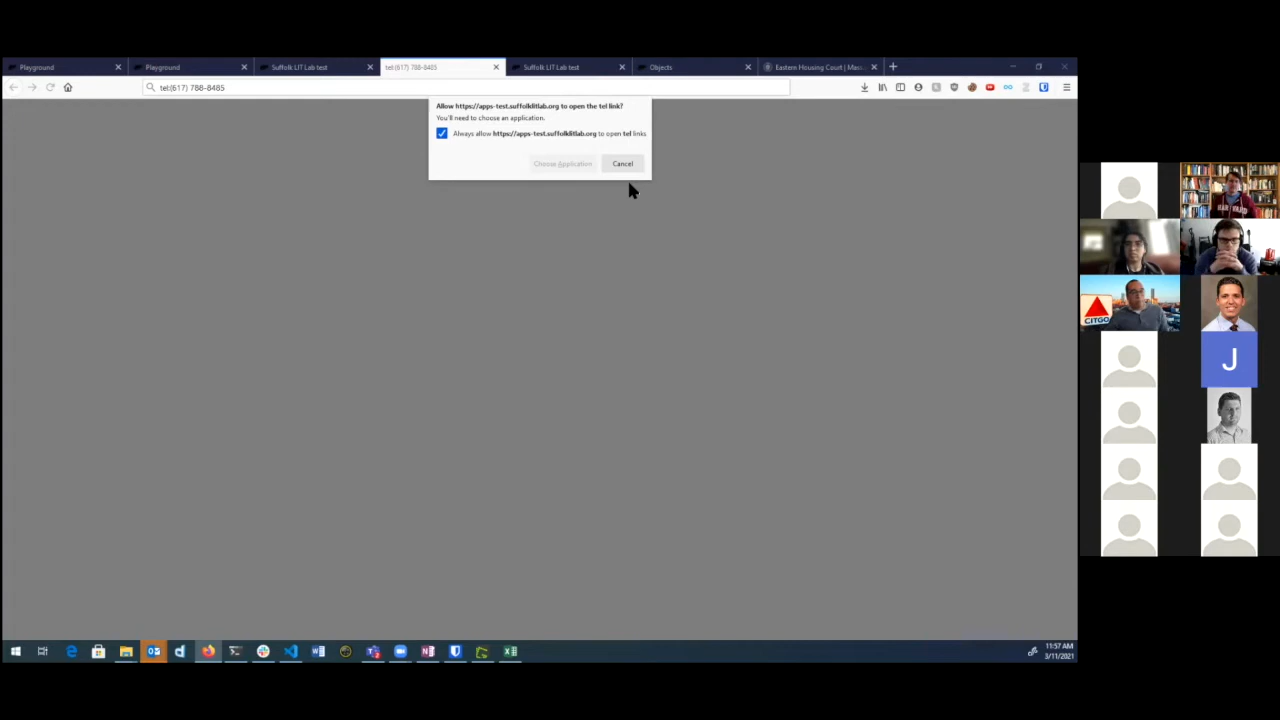 Playground
Playground
Suffolk LIT Lab test
tel:(617) 788-8485
Suffolk LIT Lab test
Objects
Eastern Housing Court | Mass
tel:(617) 788-8485
Allow https://apps-test.suffolklitlab.org to open the tel link?
You'll need to choose an application.
Always allow https://apps-test.suffolklitlab.org to open tel links
Choose Application
Cancel
HARVARD
CITGO
J
11:57 AM
3/11/2021